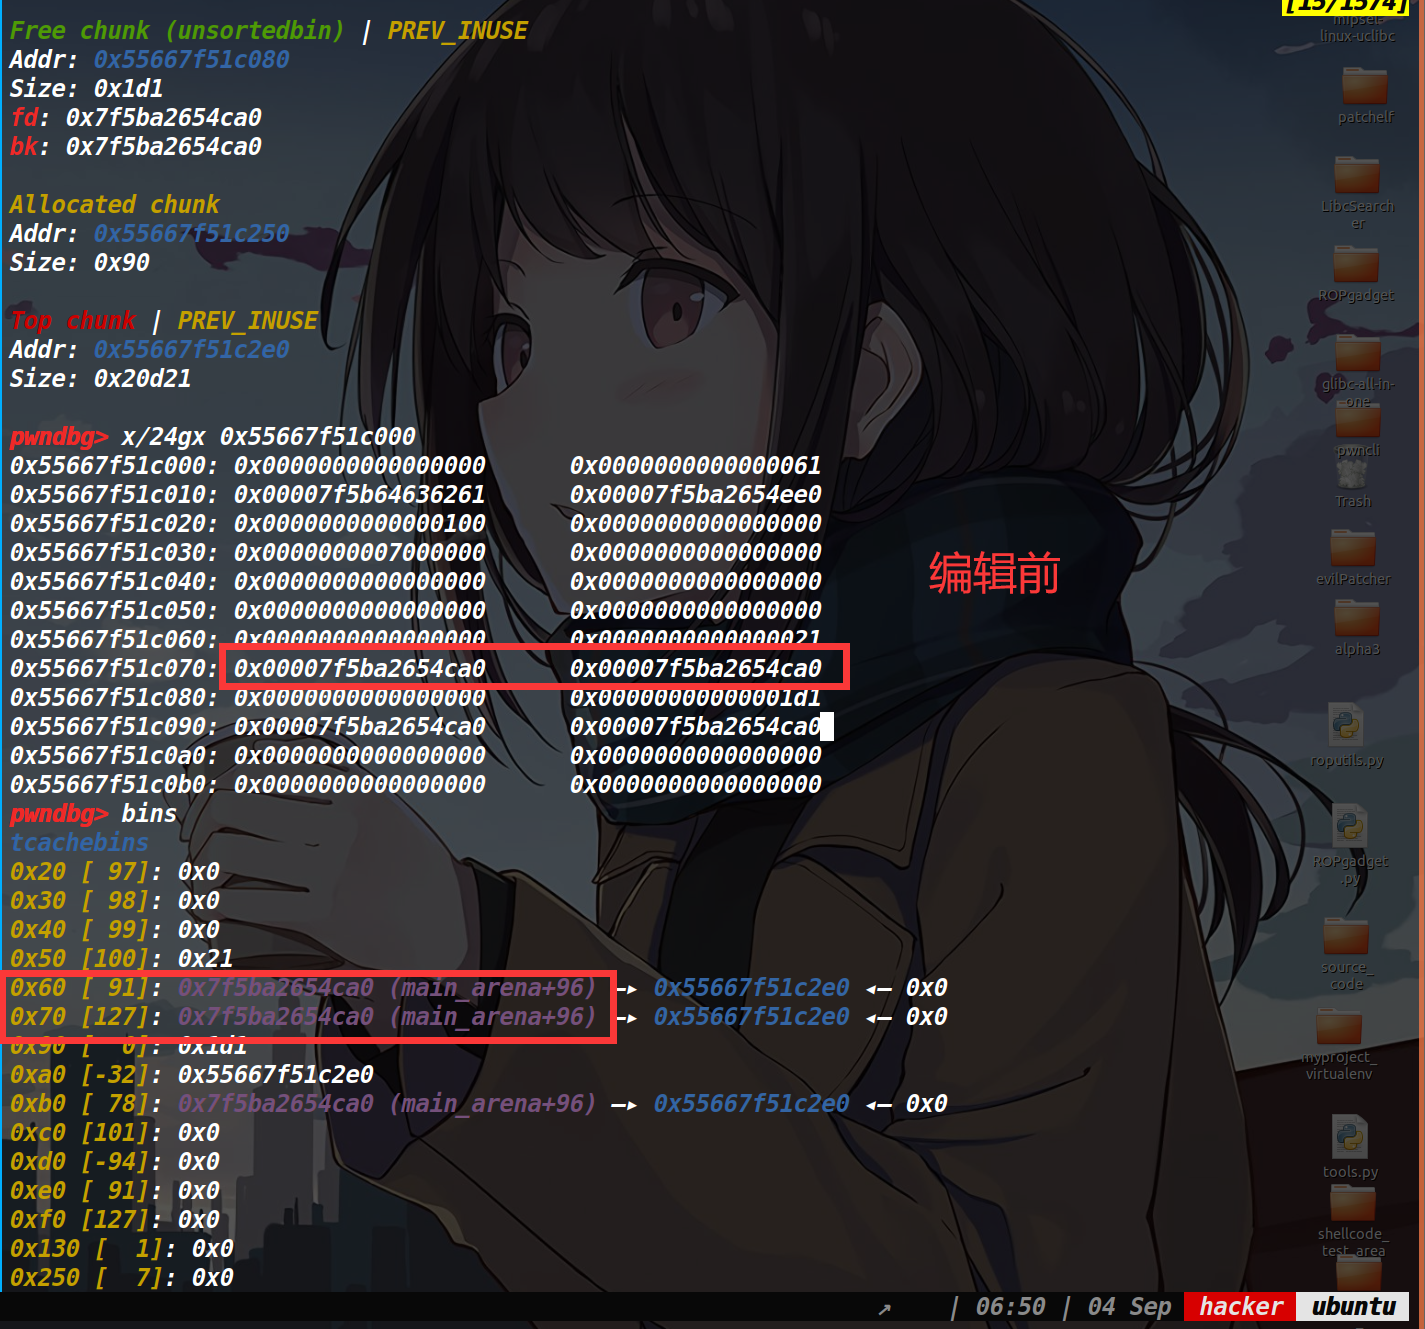 [15/1574]
Free chunk (unsortedbin) | PREV_INUSE
Addr: 0x55667f51c080
Size: 0x1d1
fd: 0x7f5ba2654ca0
bk: 0x7f5ba2654ca0
Allocated chunk
Addr: 0x55667f51c250
Size: 0x90
Top chunk | PREV_INUSE
Addr: 0x55667f51c2e0
Size: 0x20d21
pwndbg> x/24gx 0x55667f51c000
0x55667f51c000: 0x0000000000000000 0x0000000000000061
0x55667f51c010: 0x00007f5b64636261 0x00007f5ba2654ee0
0x55667f51c020: 0x0000000000000100 0x0000000000000000
0x55667f51c030: 0x0000000007000000 0x0000000000000000
0x55667f51c040: 0x0000000000000000 0x0000000000000000
0x55667f51c050: 0x0000000000000000 0x0000000000000000
0x55667f51c060: 0x0000000000000000 0x0000000000000021
0x55667f51c070: 0x00007f5ba2654ca0 0x00007f5ba2654ca0
0x55667f51c080: 0x0000000000000000 0x00000000000001d1
0x55667f51c090: 0x00007f5ba2654ca0 0x00007f5ba2654ca0
0x55667f51c0a0: 0x0000000000000000 0x0000000000000000
0x55667f51c0b0: 0x0000000000000000 0x0000000000000000
pwndbg> bins
tcachebins
0x20 [ 97]: 0x0
0x30 [ 98]: 0x0
0x40 [ 99]: 0x0
0x50 [100]: 0x21
0x60 [ 91]: 0x7f5ba2654ca0 (main_arena+96) —▸ 0x55667f51c2e0 ◂— 0x0
0x70 [127]: 0x7f5ba2654ca0 (main_arena+96) —▸ 0x55667f51c2e0 ◂— 0x0
0x90 [  0]: 0x1d1
0xa0 [-32]: 0x55667f51c2e0
0xb0 [ 78]: 0x7f5ba2654ca0 (main_arena+96) —▸ 0x55667f51c2e0 ◂— 0x0
0xc0 [101]: 0x0
0xd0 [-94]: 0x0
0xe0 [ 91]: 0x0
0xf0 [127]: 0x0
0x130 [  1]: 0x0
0x250 [  7]: 0x0
编辑前
mipsel-
linux-uclibc
patchelf
LibcSearch
er
ROPgadget
glibc-all-in-
one
pwncli
Trash
evilPatcher
alpha3
roputils.py
ROPgadget
.py
source_
code
myproject_
virtualenv
tools.py
shellcode_
test_area
↗ | 06:50 | 04 Sep hacker ubuntu